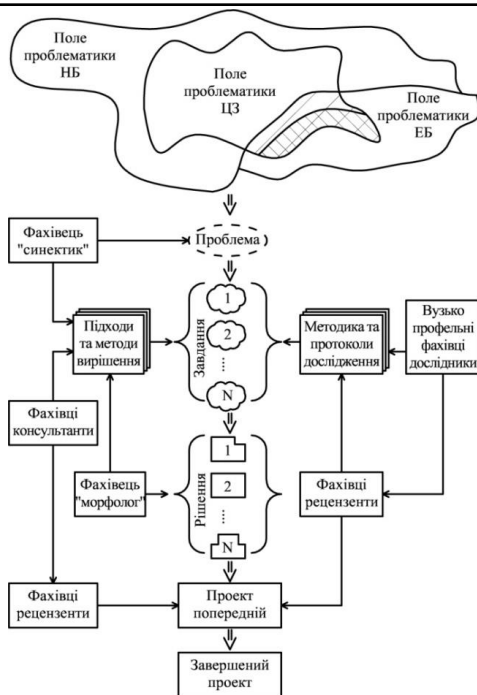 Поле
проблематики
НБ
Поле
проблематики
ЦЗ
Поле
проблематики
ЕБ
Фахівець
"синектик"
Проблема
Підходи
та методи
вирішення
Завдання
1
2
.....
N
Методика та
протоколи
дослідження
Вузько
профельні
фахівці
дослідники
Фахівці
консультанти
Фахівець
"морфолог"
Рішення
1
2
....
N
Фахівці
рецензенти
Фахівці
рецензенти
Проект
попередній
Завершений
проект